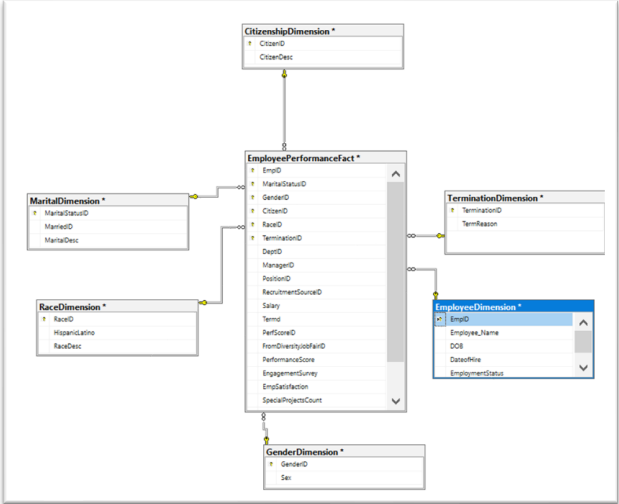 CitizenshipDimension *
CitizenID
CitizenDesc
EmployeePerformanceFact *
EmpID
MaritalStatusID
GenderID
CitizenID
RaceID
TerminationID
DeptID
ManagerID
PositionID
RecruitmentSourceID
Salary
Termd
PerfScoreID
FromDiversityJobFairID
PerformanceScore
EngagementSurvey
EmpSatisfaction
SpecialProjectsCount
MaritalDimension *
MaritalStatusID
MarriedID
MaritalDesc
TerminationDimension *
TerminationID
TermReason
RaceDimension *
RaceID
HispanicLatino
RaceDesc
EmployeeDimension *
EmpID
Employee_Name
DOB
DateofHire
EmploymentStatus
GenderDimension *
GenderID
Sex